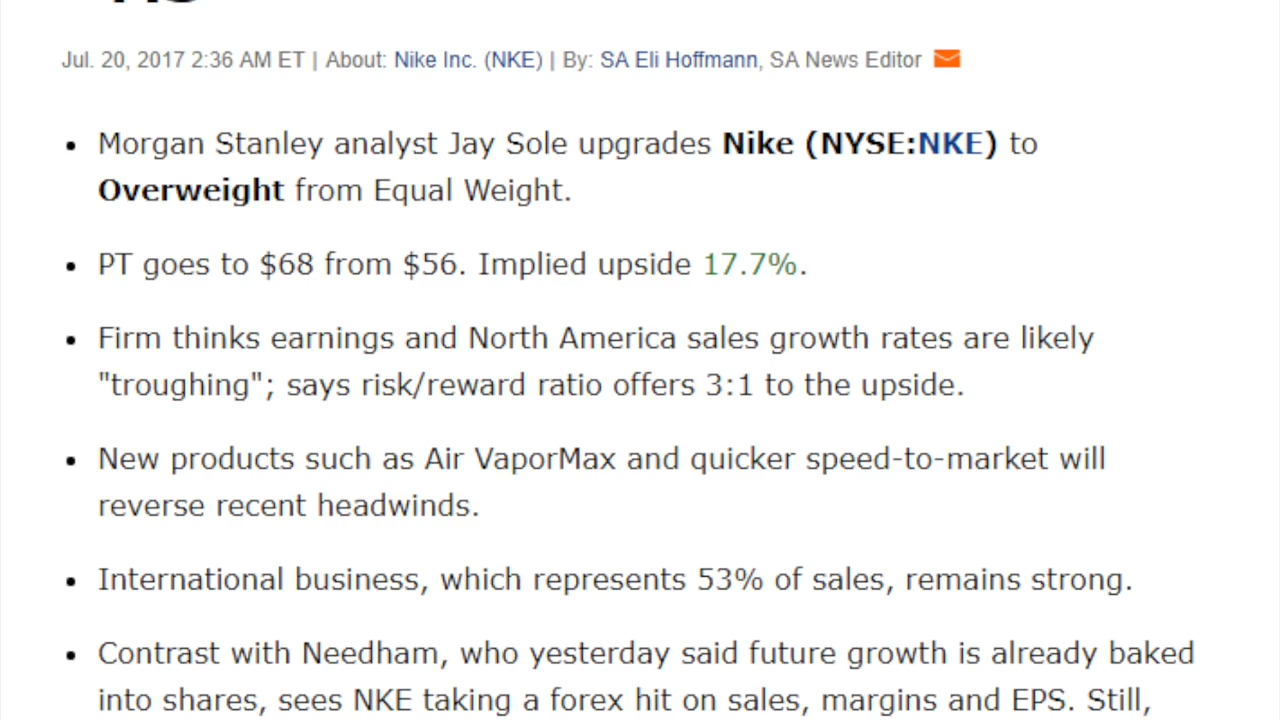 Jul. 20, 2017 2:36 AM ET | About: Nike Inc. (NKE) | By: SA Eli Hoffmann, SA News Editor
• Morgan Stanley analyst Jay Sole upgrades Nike (NYSE:NKE) to
Overweight from Equal Weight.
• PT goes to $68 from $56. Implied upside 17.7%.
• Firm thinks earnings and North America sales growth rates are likely
"troughing"; says risk/reward ratio offers 3:1 to the upside.
• New products such as Air VaporMax and quicker speed-to-market will
reverse recent headwinds.
• International business, which represents 53% of sales, remains strong.
• Contrast with Needham, who yesterday said future growth is already baked
into shares, sees NKE taking a forex hit on sales, margins and EPS. Still,